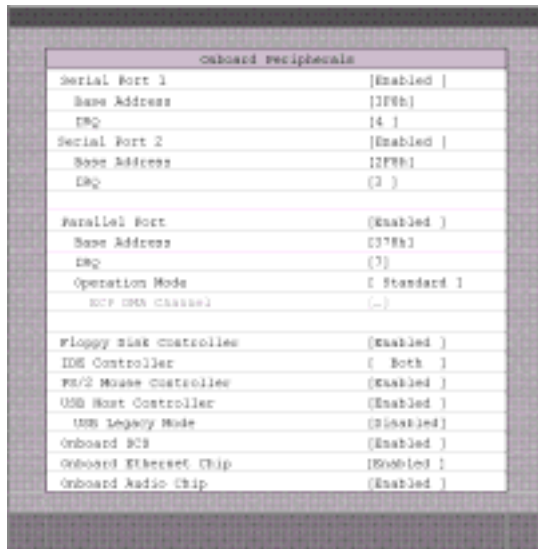 Onboard Peripherals
Serial Port 1 [Enabled ]
Base Address [3F8h]
IRQ [4 ]
Serial Port 2 [Enabled ]
Base Address [2F8h]
IRQ [3 ]
Parallel Port [Enabled ]
Base Address [378h]
IRQ [7]
Operation Mode [ Standard ]
ECP DMA Channel [_]
Floppy Disk Controller [Enabled ]
IDE Controller [ Both ]
PS/2 Mouse Controller [Enabled ]
USB Host Controller [Enabled ]
USB Legacy Mode [Disabled]
Onboard SCSI [Enabled ]
Onboard Ethernet Chip [Enabled ]
Onboard Audio Chip [Enabled ]